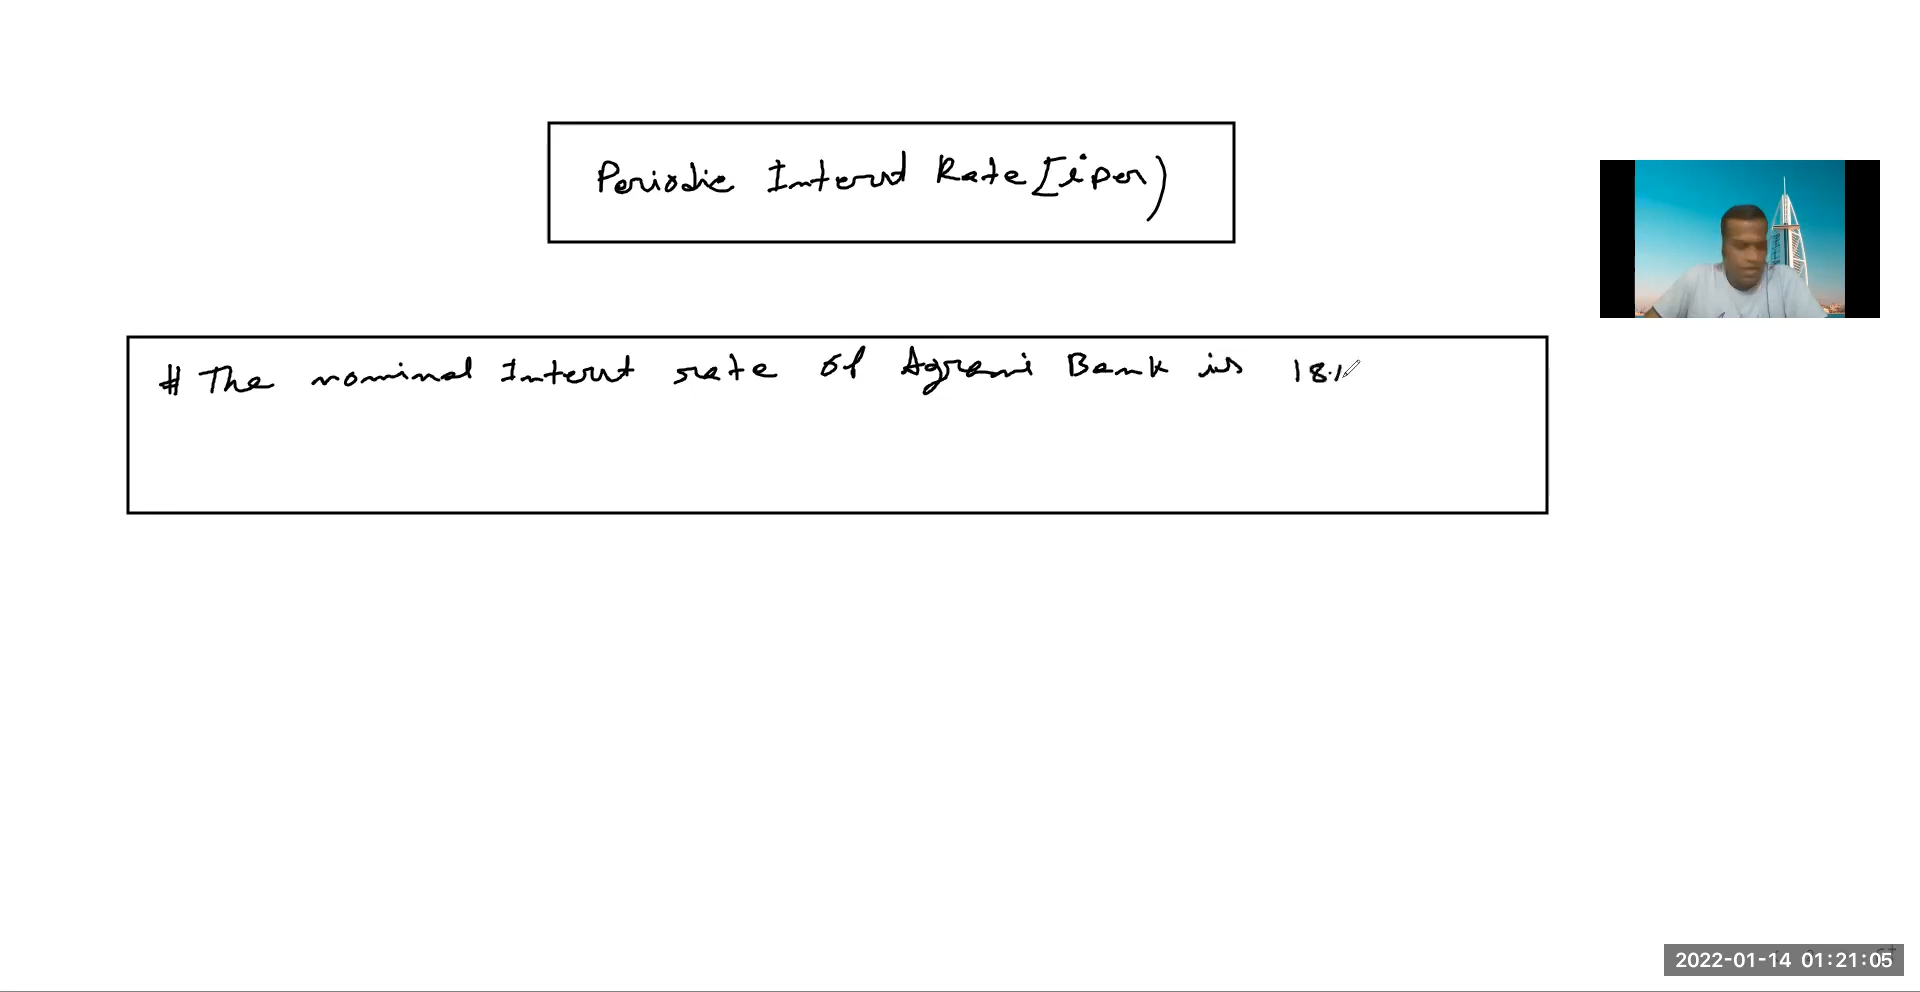 Periodic Interest Rate [iper)
# The nominal Interest rate of Agrani Bank is 18%
2022-01-14 01:21:05